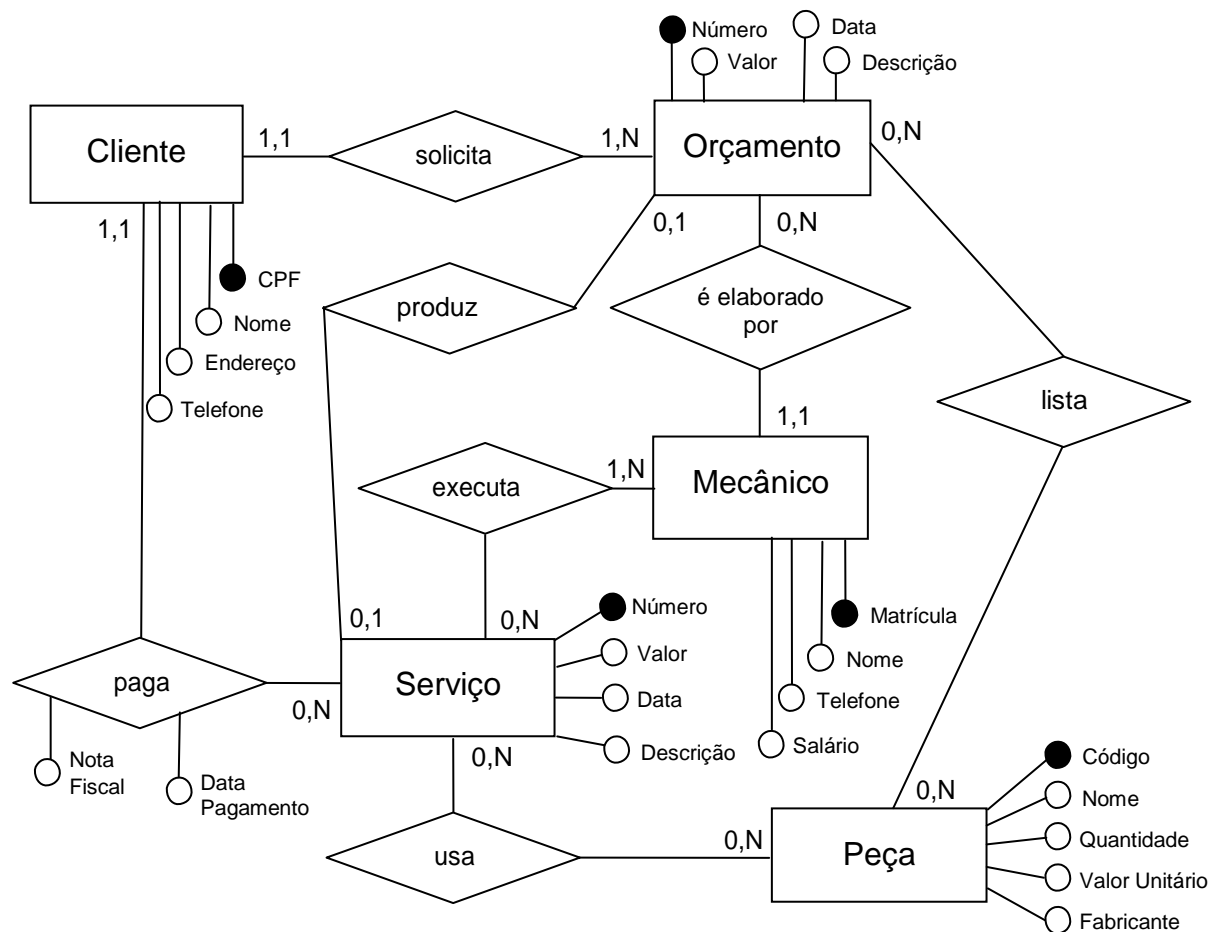 Número
Data
Valor
Descrição
Cliente
1,1
solicita
1,N
Orçamento
0,N
1,1
0,1
0,N
CPF
Nome
Endereço
Telefone
produz
é elaborado
por
lista
1,1
executa
1,N
Mecânico
0,1
0,N
Número
Matrícula
Valor
Nome
paga
Serviço
Data
Telefone
0,N
0,N
Descrição
Salário
Nota
Fiscal
Data
Pagamento
0,N
Código
Nome
usa
0,N
Peça
Quantidade
Valor Unitário
Fabricante